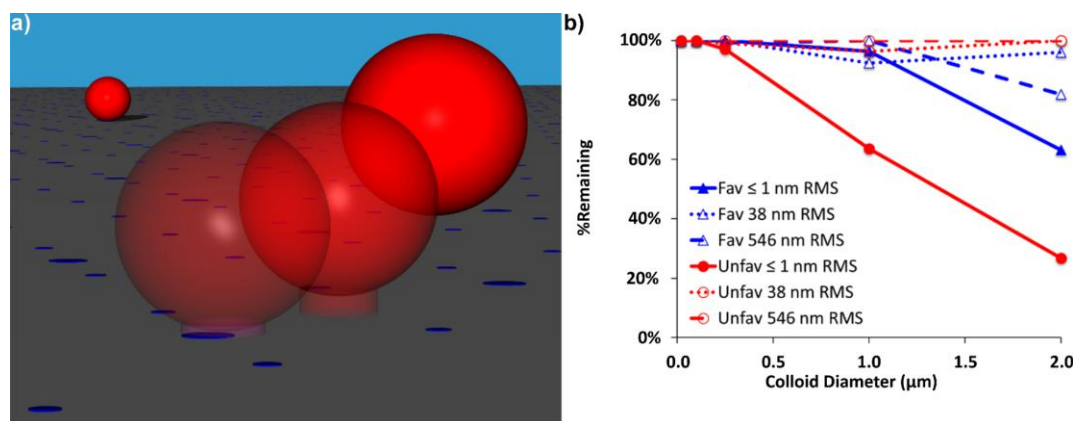 a)
b)
100%
80%
60%
40%
20%
0%
%Remaining
Fav ≤ 1 nm RMS
Fav 38 nm RMS
Fav 546 nm RMS
Unfav ≤ 1 nm RMS
Unfav 38 nm RMS
Unfav 546 nm RMS
0.0 0.5 1.0 1.5 2.0
Colloid Diameter (µm)